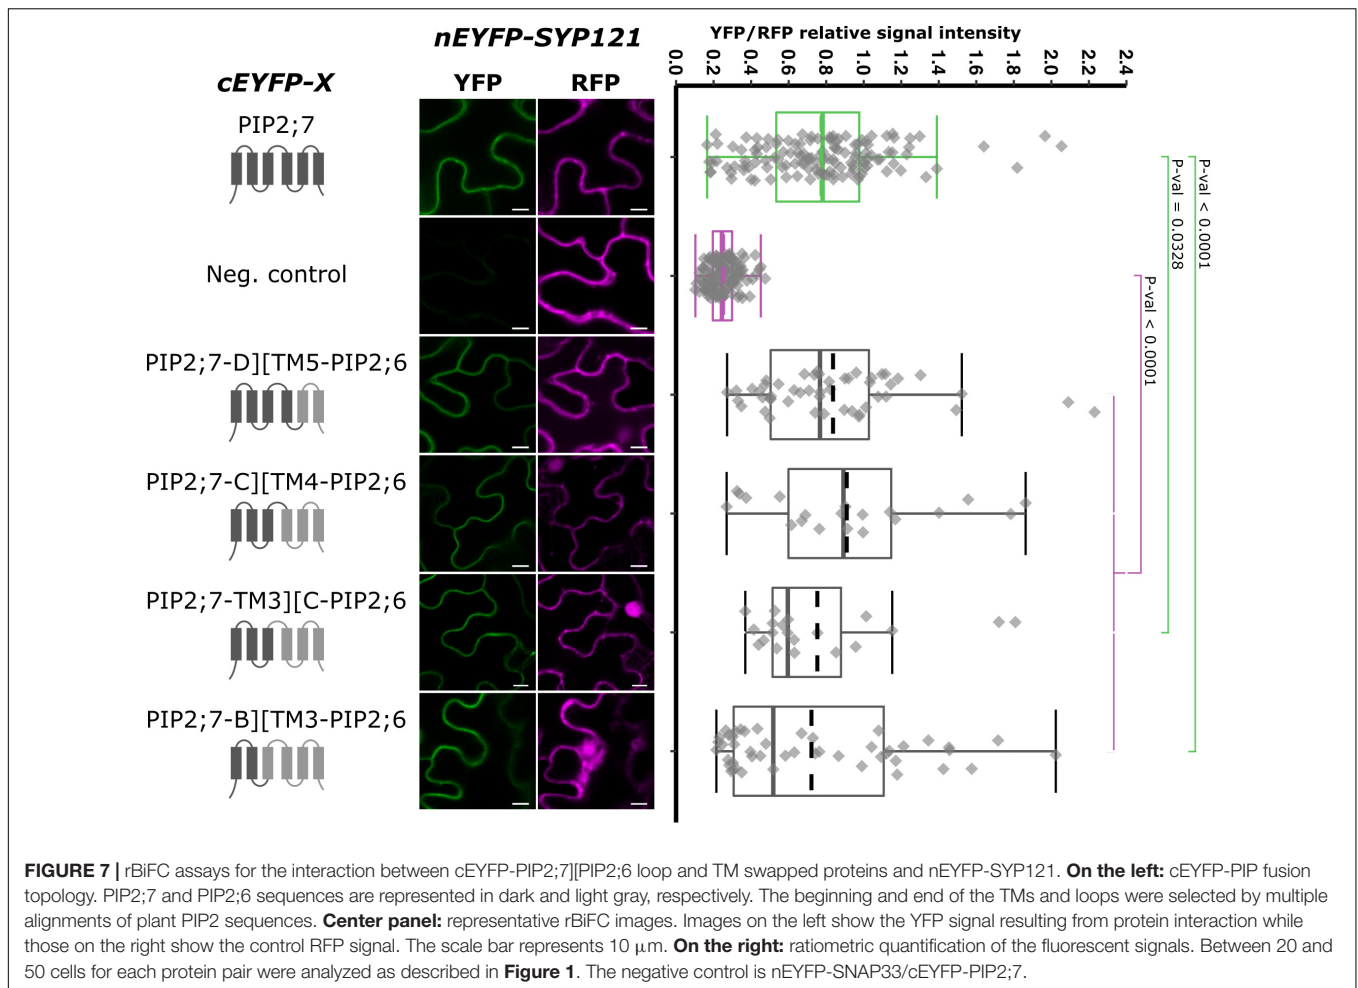 nEYFP-SYP121
YFP/RFP relative signal intensity
cEYFP-X
YFP RFP
0.0 0.2 0.4 0.6 0.8 1.0 1.2 1.4 1.6 1.8 2.0 2.2 2.4
PIP2;7
Neg. control
PIP2;7-D][TM5-PIP2;6
PIP2;7-C][TM4-PIP2;6
PIP2;7-TM3][C-PIP2;6
PIP2;7-B][TM3-PIP2;6
P-val < 0.0001
P-val = 0.0328
P-val < 0.0001
FIGURE 7 | rBiFC assays for the interaction between cEYFP-PIP2;7][PIP2;6 loop and TM swapped proteins and nEYFP-SYP121. On the left: cEYFP-PIP fusion
topology. PIP2;7 and PIP2;6 sequences are represented in dark and light gray, respectively. The beginning and end of the TMs and loops were selected by multiple
alignments of plant PIP2 sequences. Center panel: representative rBiFC images. Images on the left show the YFP signal resulting from protein interaction while
those on the right show the control RFP signal. The scale bar represents 10 μm. On the right: ratiometric quantification of the fluorescent signals. Between 20 and
50 cells for each protein pair were analyzed as described in Figure 1. The negative control is nEYFP-SNAP33/cEYFP-PIP2;7.